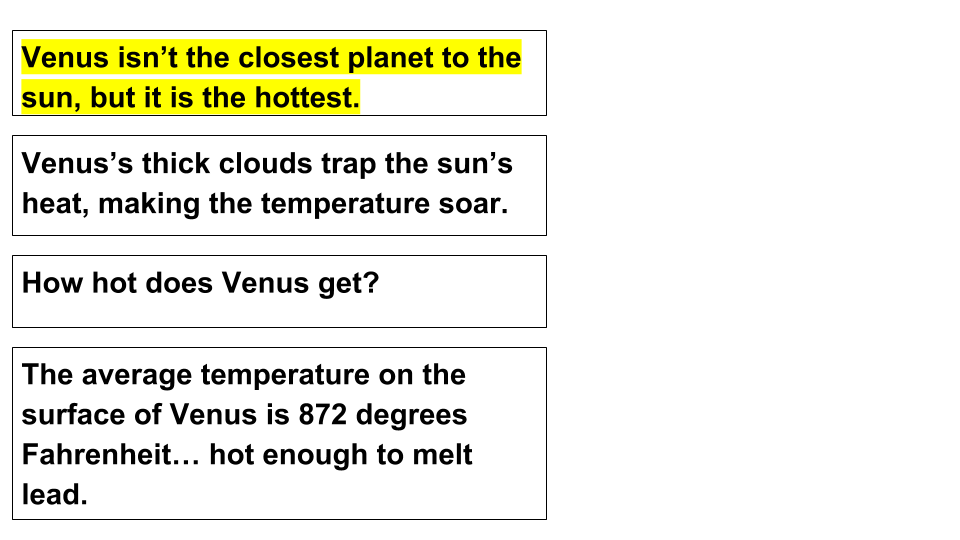 Venus isn’t the closest planet to the
sun, but it is the hottest.
Venus’s thick clouds trap the sun’s
heat, making the temperature soar.
How hot does Venus get?
The average temperature on the
surface of Venus is 872 degrees
Fahrenheit… hot enough to melt
lead.